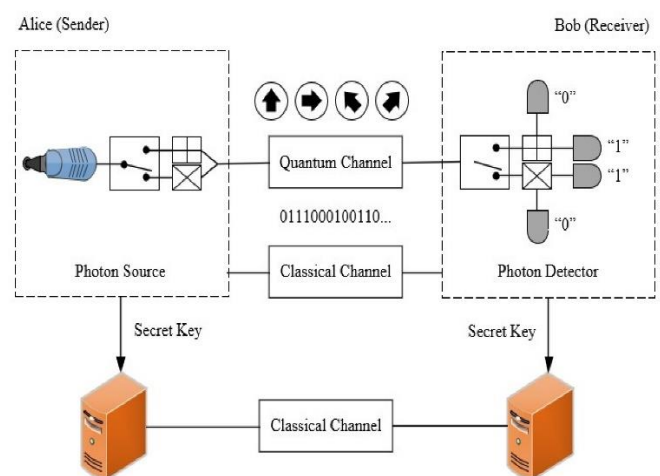 Alice (Sender)
Bob (Receiver)
"0"
"1"
"1"
"0"
Quantum Channel
0111000100110...
Photon Source
Classical Channel
Photon Detector
Secret Key
Secret Key
Classical Channel